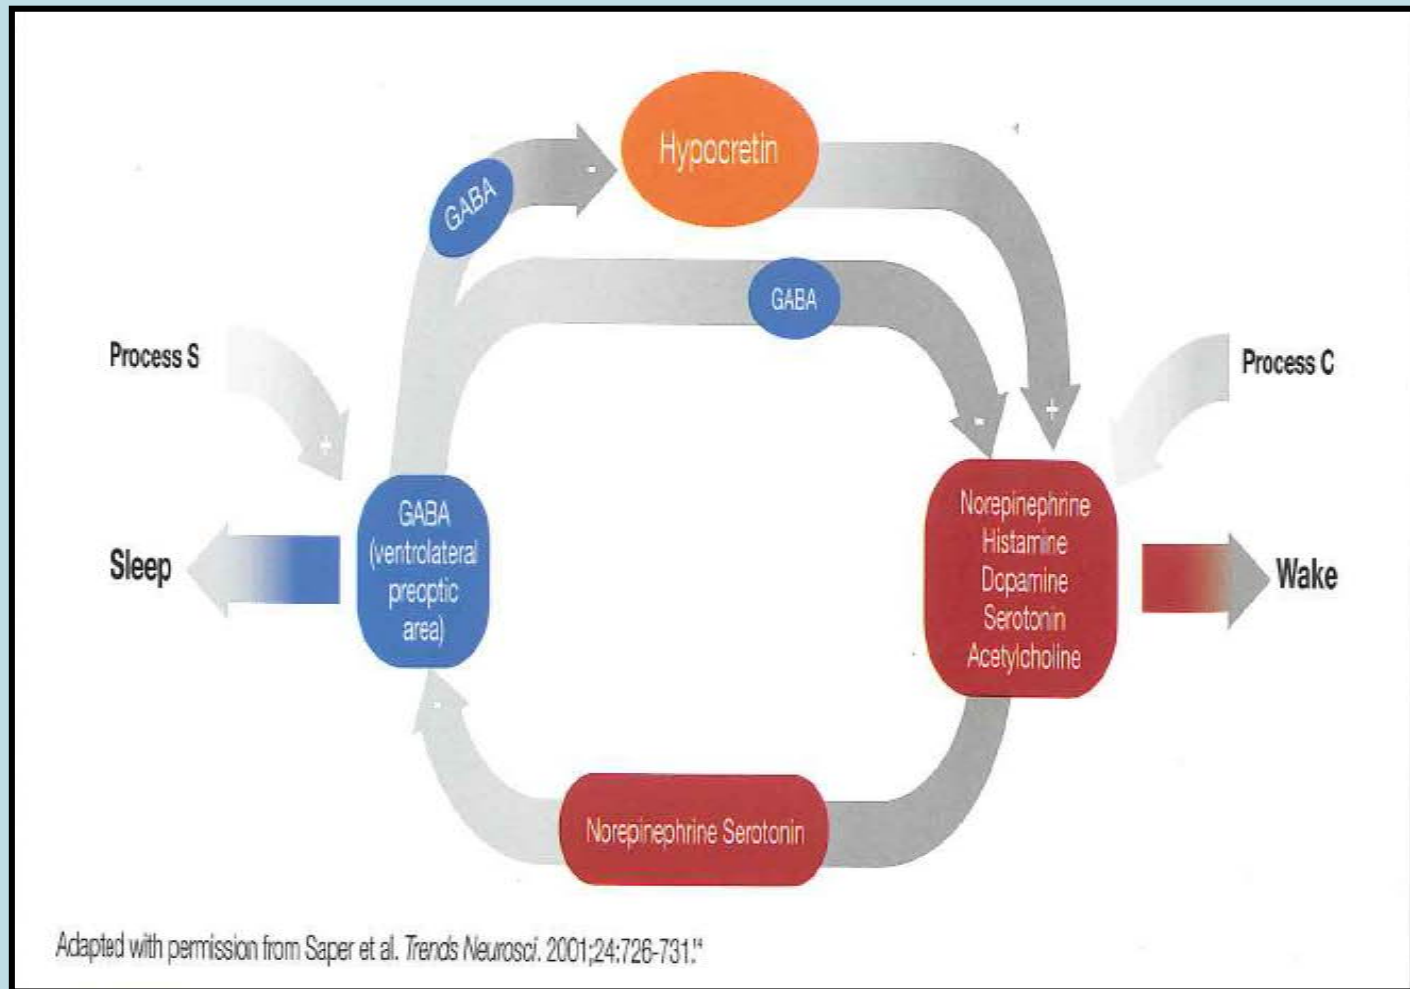 Hypocretin
GABA
-
GABA
Process S
Process C
+
-
+
GABA
(ventrolateral
preoptic
area)
Sleep
Norepinephrine
Histamine
Dopamine
Serotonin
Acetylcholine
Wake
-
Norepinephrine Serotonin
Adapted with permission from Saper et al. Trends Neurosci. 2001;24:726-731.14